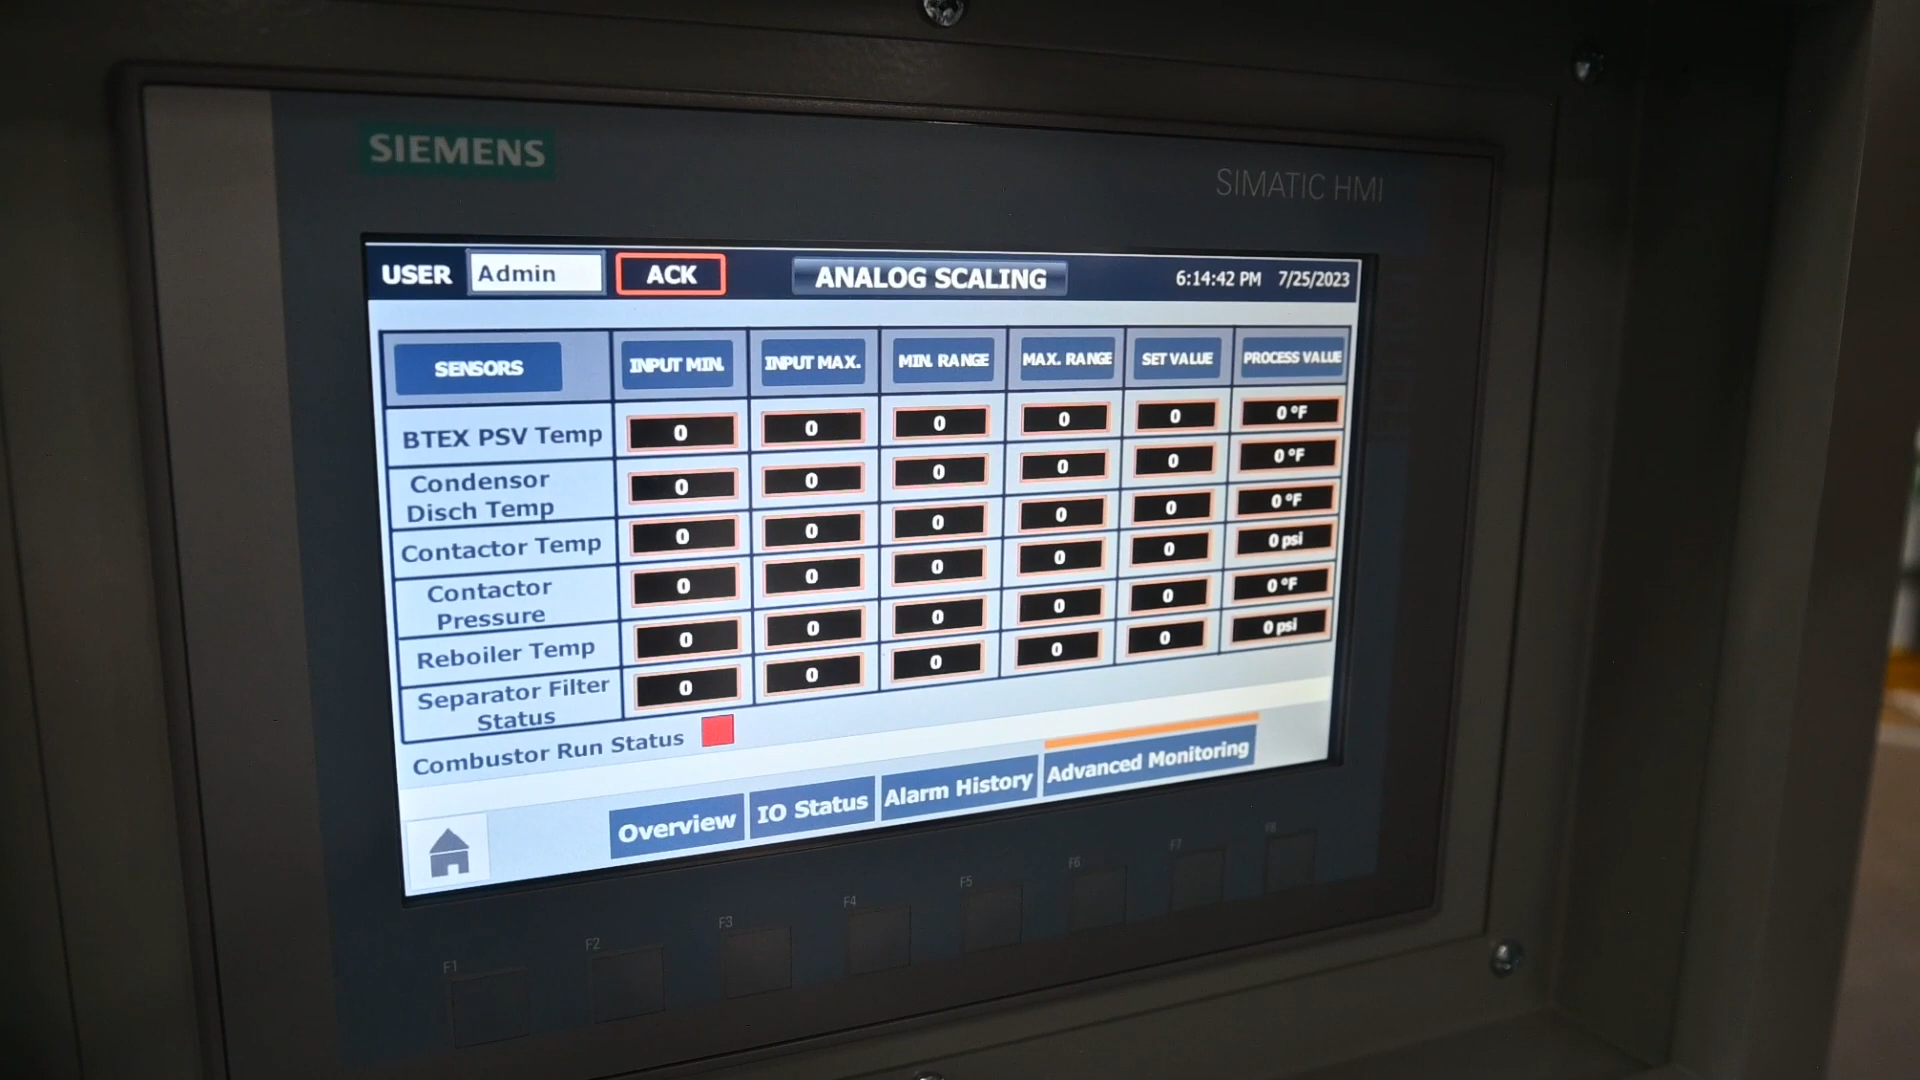 SIEMENS
SIMATIC HMI
USER Admin ACK ANALOG SCALING 6:14:42 PM 7/25/2023
SENSORS INPUT MIN. INPUT MAX. MIN. RANGE MAX. RANGE SET VALUE PROCESS VALUE
BTEX PSV Temp 0 0 0 0 0 0 °F
Condensor
Disch Temp 0 0 0 0 0 0 °F
Contactor Temp 0 0 0 0 0 0 °F
Contactor
Pressure 0 0 0 0 0 0 psi
Reboiler Temp 0 0 0 0 0 0 °F
Separator Filter
Status 0 0 0 0 0 0 psi
Combustor Run Status
Overview IO Status Alarm History Advanced Monitoring
F1 F2 F3 F4 F5 F6 F7 F8